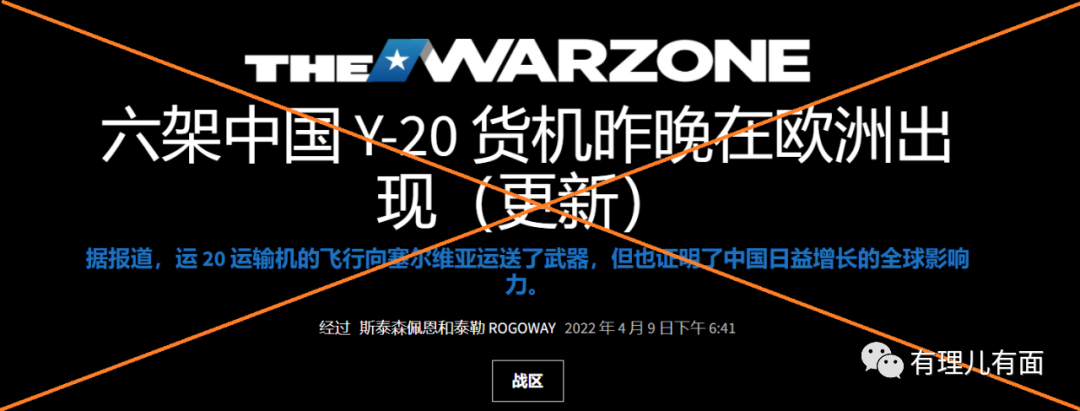 THE WARZONE
六架中国 Y-20 货机昨晚在欧洲出
现（更新）
据报道，运 20 运输机的飞行向塞尔维亚运送了武器，但也证明了中国日益增长的全球影响
力。
经过 斯泰森佩恩和泰勒 ROGOWAY 2022 年 4 月 9 日下午 6:41
有理儿有面
战区